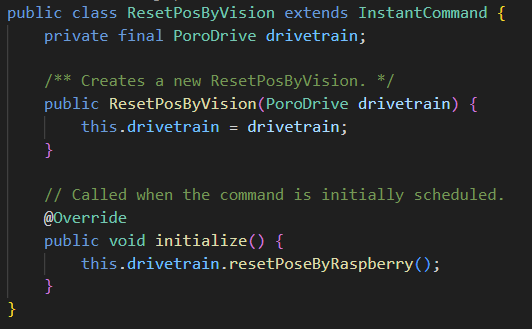 public class ResetPosByVision extends InstantCommand {
    private final PoroDrive drivetrain;

    /** Creates a new ResetPosByVision. */
    public ResetPosByVision(PoroDrive drivetrain) {
        this.drivetrain = drivetrain;
    }

    // Called when the command is initially scheduled.
    @Override
    public void initialize() {
        this.drivetrain.resetPoseByRaspberry();
    }
}